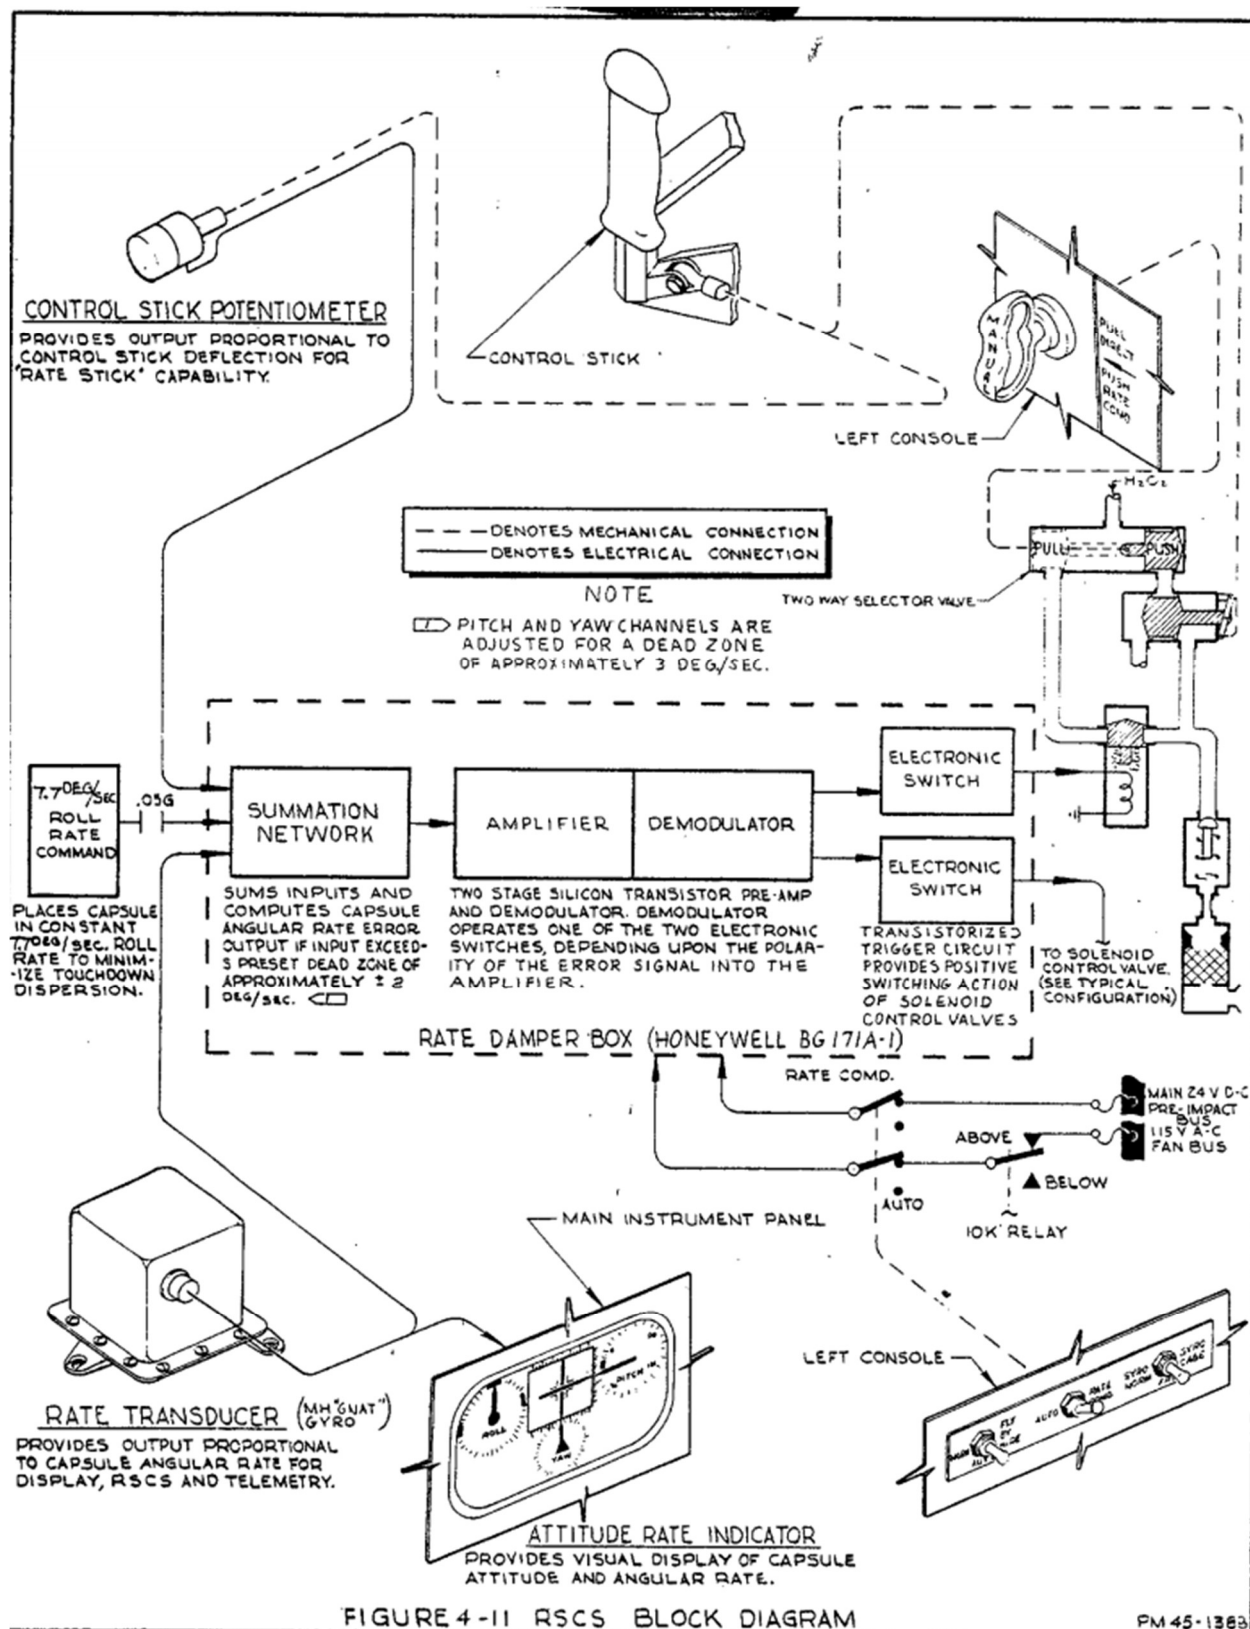 CONTROL STICK POTENTIOMETER
PROVIDES OUTPUT PROPORTIONAL TO
CONTROL STICK DEFLECTION FOR
"RATE STICK" CAPABILITY.
CONTROL STICK
MANUAL
PULL
DIRECT
PUSH
RATE
COMD
LEFT CONSOLE
H₂O₂
PULL
PUSH
TWO WAY SELECTOR VALVE
DENOTES MECHANICAL CONNECTION
DENOTES ELECTRICAL CONNECTION
NOTE
1 PITCH AND YAW CHANNELS ARE
ADJUSTED FOR A DEAD ZONE
OF APPROXIMATELY 3 DEG/SEC.
7.7 DEG/SEC
ROLL
RATE
COMMAND
.05G
PLACES CAPSULE
IN CONSTANT
7.7 DEG/SEC. ROLL
RATE TO MINIM-
-IZE TOUCHDOWN
DISPERSION.
SUMMATION
NETWORK
SUMS INPUTS AND
COMPUTES CAPSULE
ANGULAR RATE ERROR
OUTPUT IF INPUT EXCEED-
S PRESET DEAD ZONE OF
APPROXIMATELY ± 2
DEG/SEC.
AMPLIFIER
DEMODULATOR
TWO STAGE SILICON TRANSISTOR PRE-AMP
AND DEMODULATOR. DEMODULATOR
OPERATES ONE OF THE TWO ELECTRONIC
SWITCHES, DEPENDING UPON THE POLAR-
ITY OF THE ERROR SIGNAL INTO THE
AMPLIFIER.
ELECTRONIC
SWITCH
ELECTRONIC
SWITCH
TRANSISTORIZED
TRIGGER CIRCUIT
PROVIDES POSITIVE
SWITCHING ACTION
OF SOLENOID
CONTROL VALVES
TO SOLENOID
CONTROL VALVE.
(SEE TYPICAL
CONFIGURATION)
RATE DAMPER BOX (HONEYWELL BG171A-1)
RATE COMD.
MAIN 24 V D-C
PRE-IMPACT
BUS
115 V A-C
FAN BUS
ABOVE
BELOW
AUTO
10K RELAY
MAIN INSTRUMENT PANEL
ROLL
PITCH
YAW
LEFT CONSOLE
FLY
BY
AUTO
RATE
COMD
GYRO
NORM
GYRO
CAGE
RATE TRANSDUCER (MH "GNAT" GYRO)
PROVIDES OUTPUT PROPORTIONAL
TO CAPSULE ANGULAR RATE FOR
DISPLAY, RSCS AND TELEMETRY.
ATTITUDE RATE INDICATOR
PROVIDES VISUAL DISPLAY OF CAPSULE
ATTITUDE AND ANGULAR RATE.
FIGURE 4-11 RSCS BLOCK DIAGRAM
PM 45-138